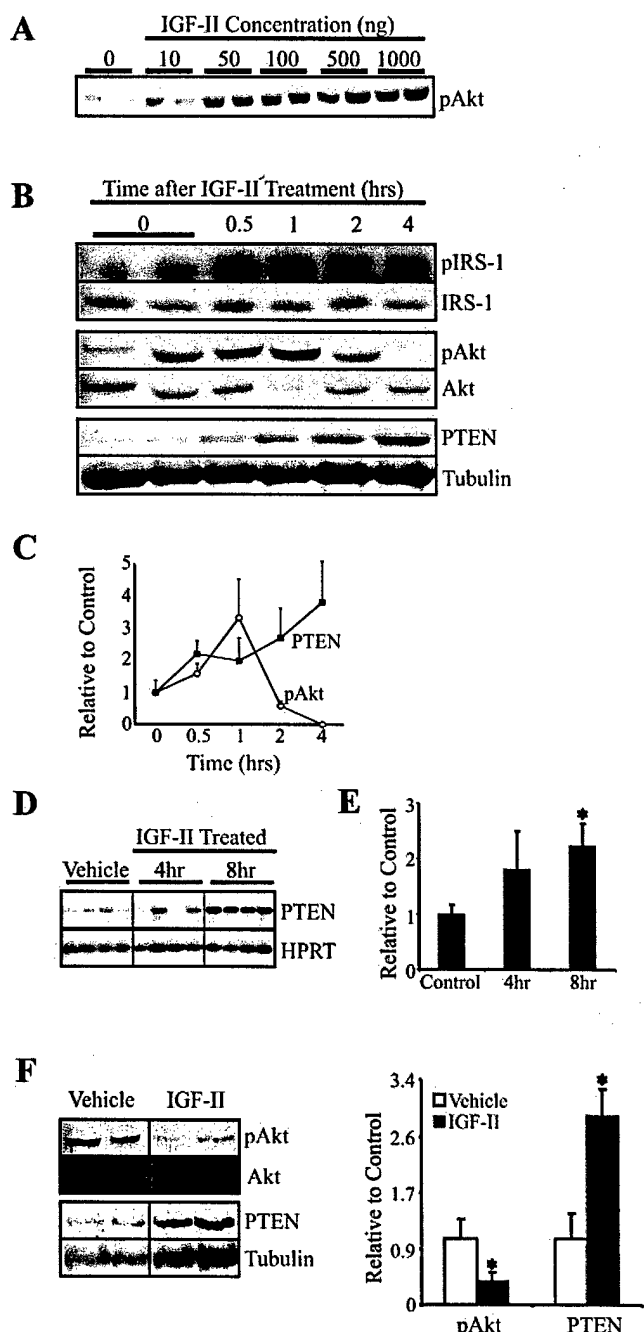 A
IGF-II Concentration (ng)
0 10 50 100 500 1000
pAkt
B
Time after IGF-II Treatment (hrs)
0 0.5 1 2 4
pIRS-1
IRS-1
pAkt
Akt
PTEN
Tubulin
C
Relative to Control
5
4
3
2
1
0
PTEN
pAkt
0 0.5 1 2 4
Time (hrs)
D
IGF-II Treated
Vehicle 4hr 8hr
PTEN
HPRT
E
Relative to Control
3
2
1
0
Control 4hr 8hr
*
F
Vehicle IGF-II
pAkt
Akt
PTEN
Tubulin
Relative to Control
3.4
2.6
1.7
0.9
0
Vehicle
IGF-II
*
*
pAkt PTEN